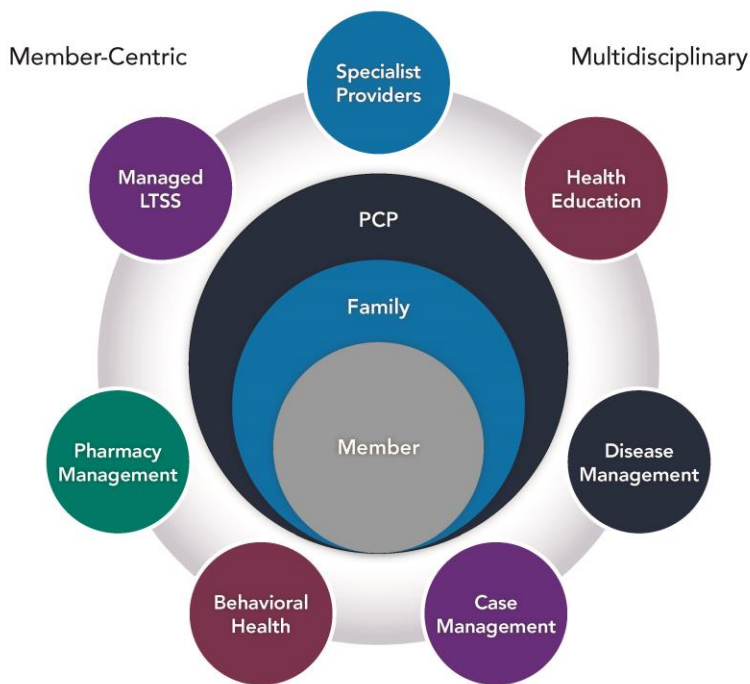 Member-Centric
Multidisciplinary
Specialist
Providers
Managed
LTSS
Health
Education
PCP
Family
Member
Pharmacy
Management
Disease
Management
Behavioral
Health
Case
Management